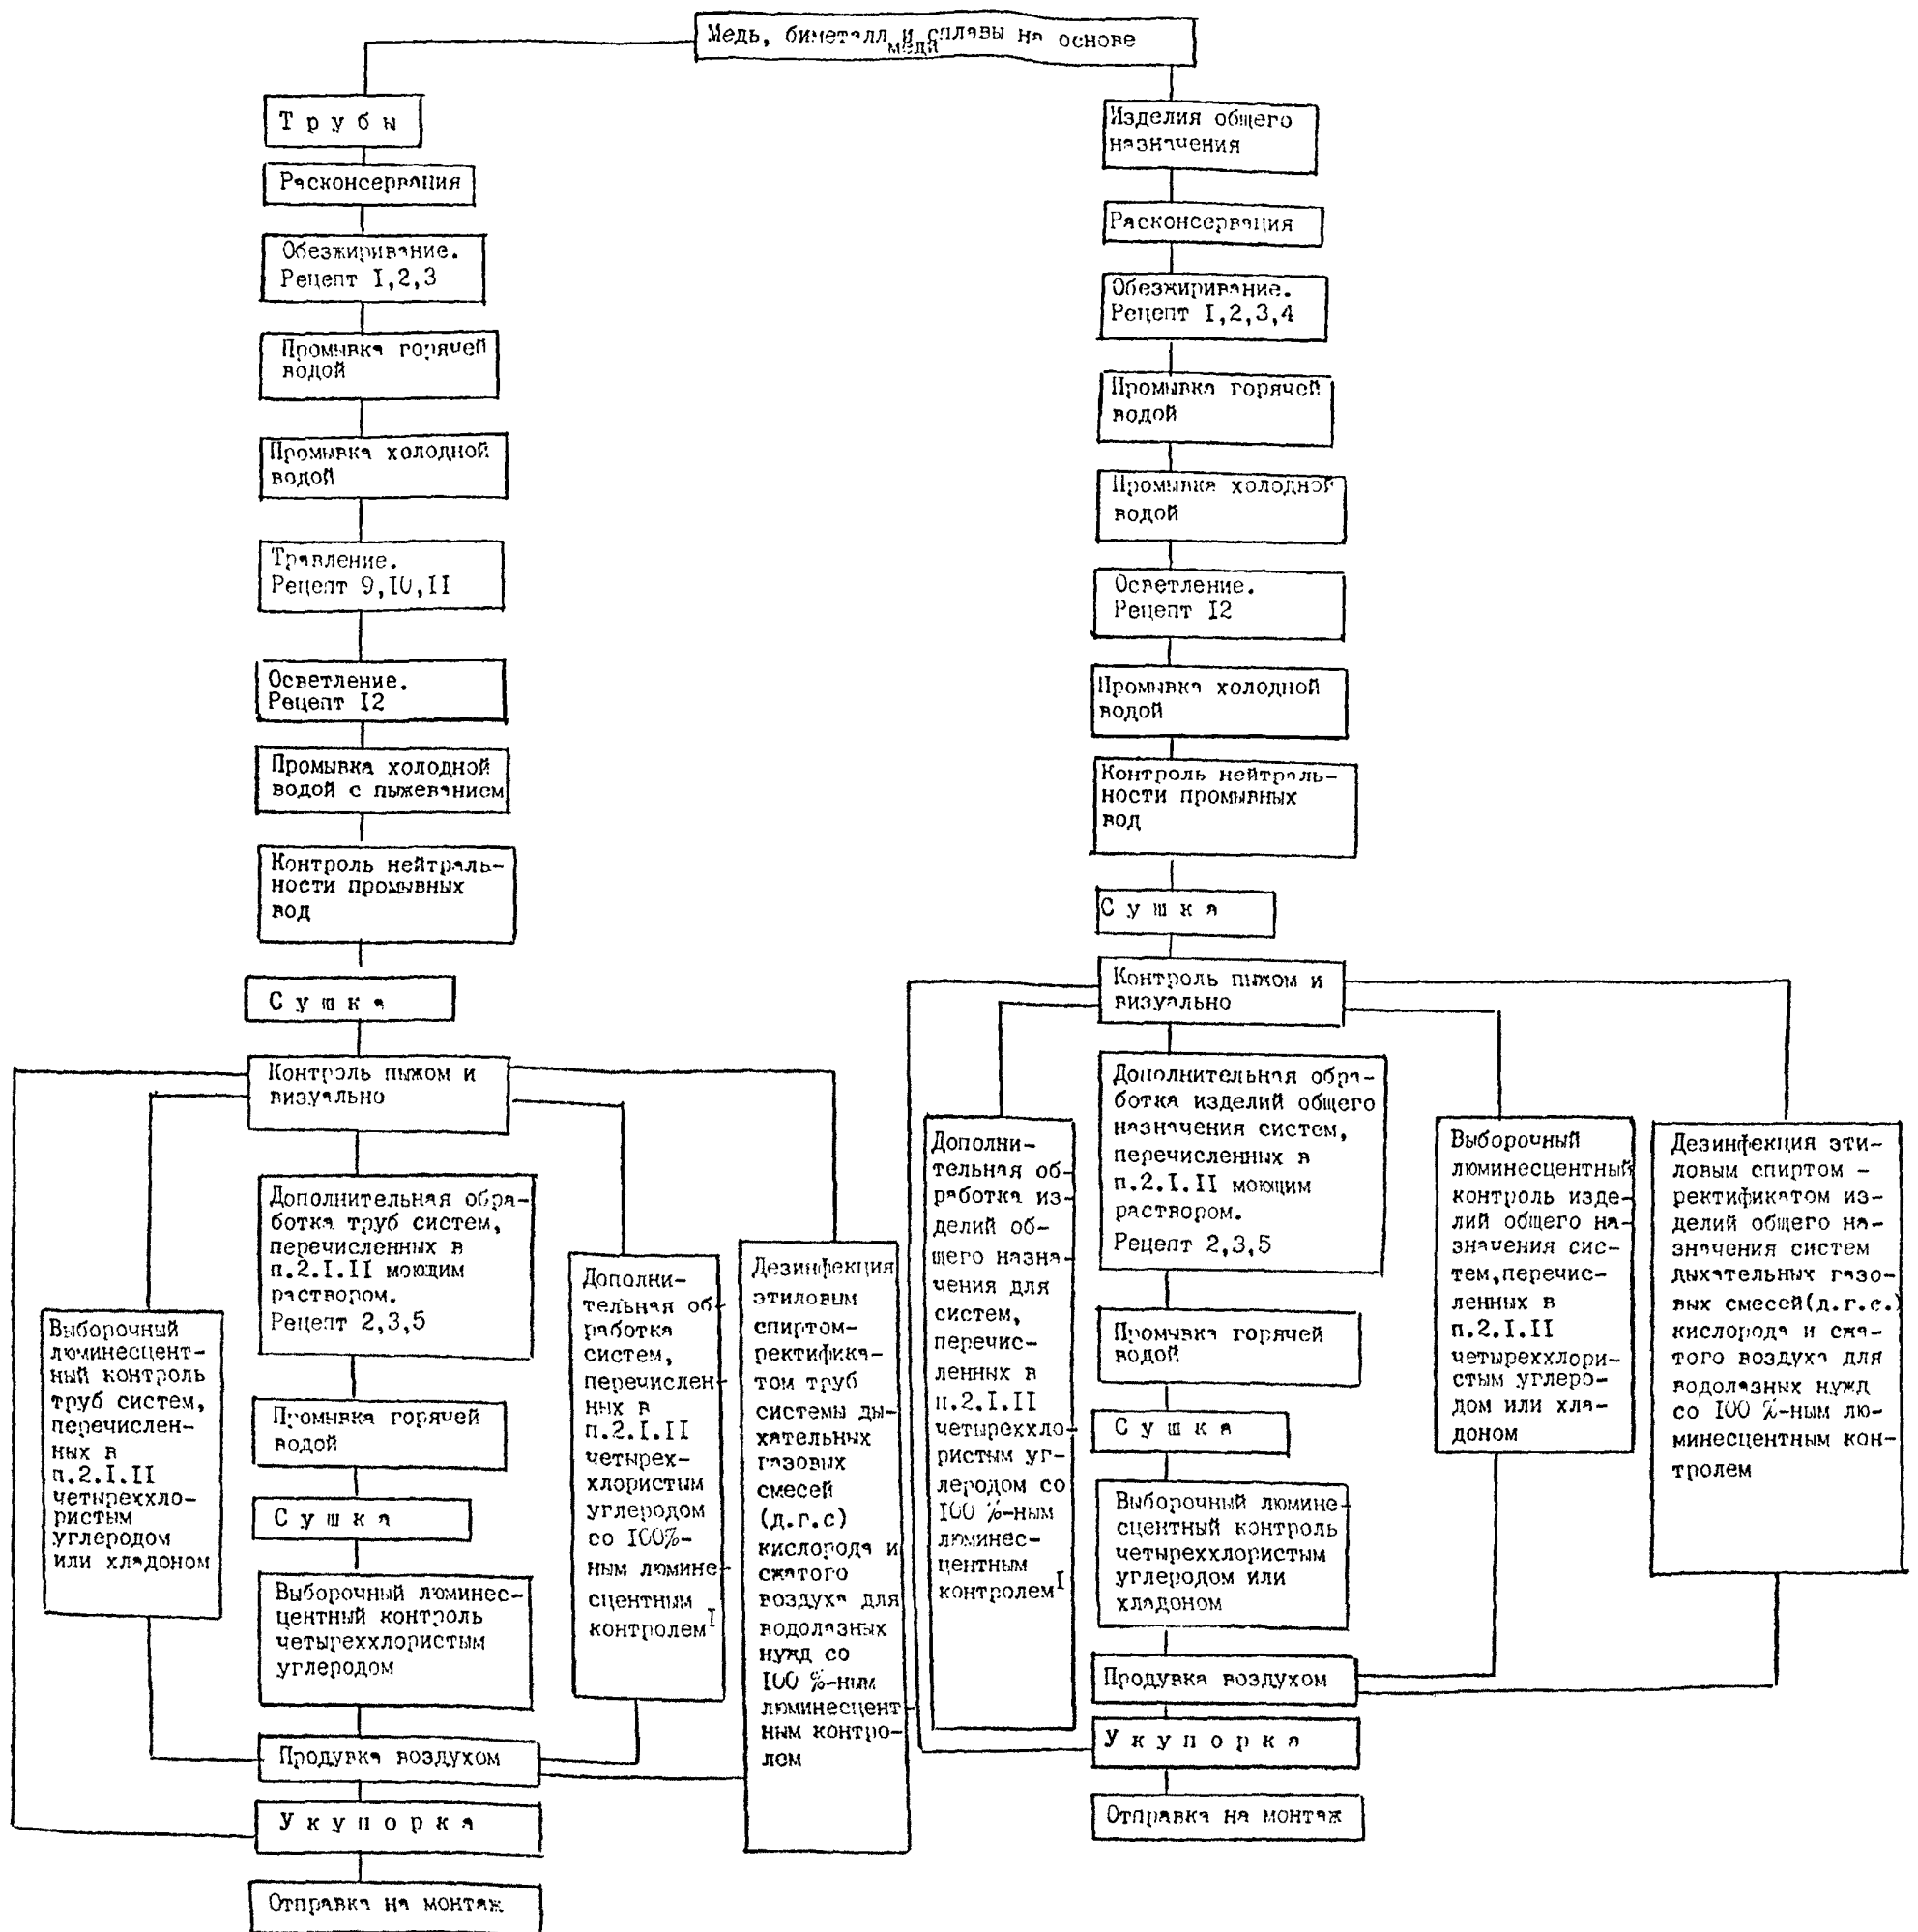 Медь, биметалл и сплавы на основе
меди
Трубы
Расконсервация
Обезжиривание.
Рецепт I,2,3
Промывка горячей
водой
Промывка холодной
водой
Травление.
Рецепт 9,I0,II
Осветление.
Рецепт I2
Промывка холодной
водой с пыжеванием
Контроль нейтраль-
ности промывных
вод
Сушка
Контроль пыжом и
визуально
Выборочный
люминесцент-
ный контроль
труб систем,
перечислен-
ных в
п.2.I.II
четыреххло-
ристым
углеродом
или хладоном
Дополнительная обра-
ботка труб систем,
перечисленных в
п.2.I.II моющим
раствором.
Рецепт 2,3,5
Промывка горячей
водой
Сушка
Выборочный люминес-
центный контроль
четыреххлористым
углеродом
Дополни-
тельная об-
работка
систем,
перечислен-
ных в
п.2.I.II
четырех-
хлористым
углеродом
со I00%-
ным люмине-
сцентным
контролем I
Дезинфекция
этиловым
спиртом-
ректифика-
том труб
системы ды-
хательных
газовых
смесей
(д.г.с)
кислорода и
сжатого
воздуха для
водолазных
нужд со
I00 %-ным
люминесцент-
ным контро-
лем
Продувка воздухом
Укупорка
Отправка на монтаж
Изделия общего
назначения
Расконсервация
Обезжиривание.
Рецепт I,2,3,4
Промывка горячей
водой
Промывка холодной
водой
Осветление.
Рецепт I2
Промывка холодной
водой
Контроль нейтраль-
ности промывных
вод
Сушка
Контроль пыжом и
визуально
Дополни-
тельная об-
работка из-
делий об-
щего назна-
чения для
систем,
перечис-
ленных в
п.2.I.II
четыреххло-
ристым уг-
леродом со
I00 %-ным
люминес-
центным
контролем I
Дополнительная обра-
ботка изделий общего
назначения систем,
перечисленных в
п.2.I.II моющим
раствором.
Рецепт 2,3,5
Промывка горячей
водой
Сушка
Выборочный люмине-
сцентный контроль
четыреххлористым
углеродом или
хладоном
Выборочный
люминесцентный
контроль изде-
лий общего на-
значения сис-
тем,перечис-
ленных в
п.2.I.II
четыреххлори-
стым углеро-
дом или хла-
доном
Дезинфекция эти-
ловым спиртом -
ректификатом из-
делий общего на-
значения систем
дыхательных газо-
вых смесей(д.г.с.)
кислорода и сжа-
того воздуха для
водолазных нужд
со I00 %-ным лю-
минесцентным кон-
тролем
Продувка воздухом
Укупорка
Отправка на монтаж